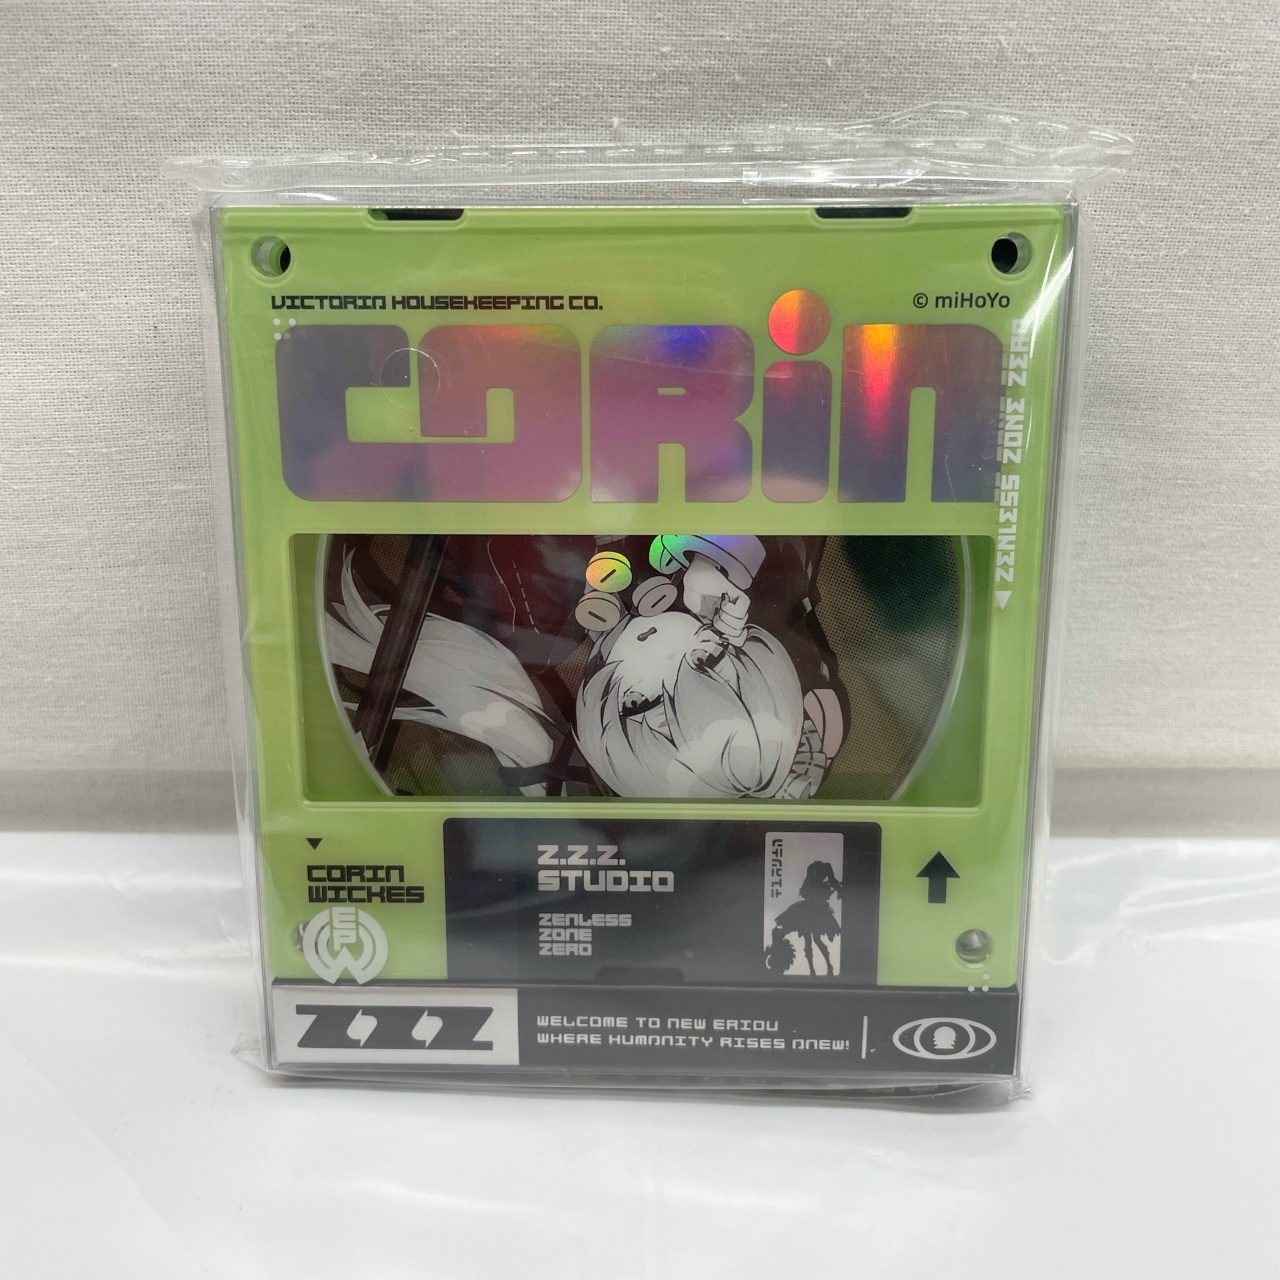 VICTORIA HOUSEKEEPING CO.
© miHoYo
CORiN
ZENLESS ZONE ZERO
CORIN
WICKES
Z.Z.Z.
STUDIO
ZENLESS
ZONE
ZERO
ZZZ
WELCOME TO NEW ERIDU
WHERE HUMANITY RISES ANEW!